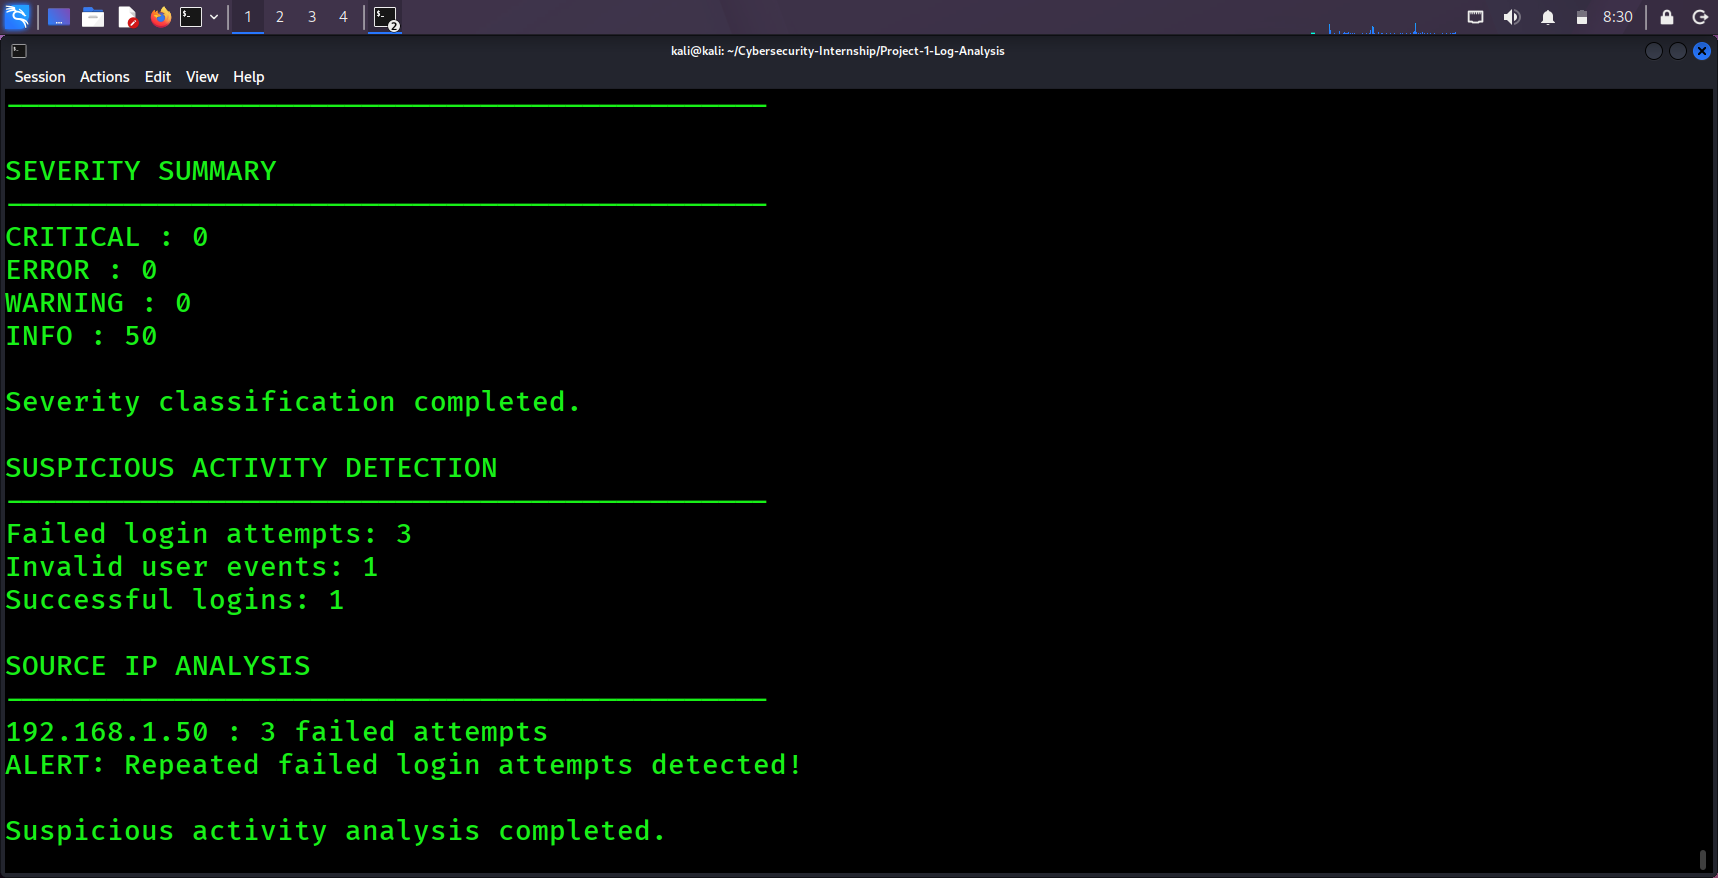 1 2 3 4
2
8:30
kali@kali: ~/Cybersecurity-Internship/Project-1-Log-Analysis
Session Actions Edit View Help
SEVERITY SUMMARY
CRITICAL : 0
ERROR : 0
WARNING : 0
INFO : 50
Severity classification completed.
SUSPICIOUS ACTIVITY DETECTION
Failed login attempts: 3
Invalid user events: 1
Successful logins: 1
SOURCE IP ANALYSIS
192.168.1.50 : 3 failed attempts
ALERT: Repeated failed login attempts detected!
Suspicious activity analysis completed.